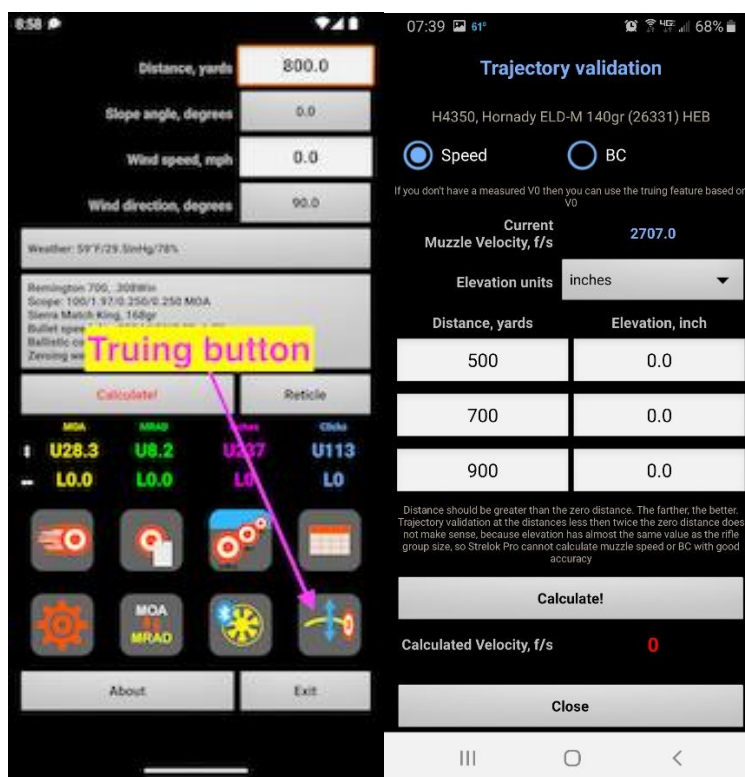 8:58
Distance, yards 800.0
Slope angle, degrees 0.0
Wind speed, mph 0.0
Wind direction, degrees 90.0
Weather: 59°F/29.5inHg/78%
Remington 700, .308Win
Scope: 100/1.97/0.250/0.250 MOA
Sierra Match King, 168gr
Bullet
Ballistic
Zeroing
Truing button
Calculate! Reticle
MOA MRAD Clicks
U28.3 U8.2 U237 U113
L0.0 L0.0 L0 L0
MOA
MRAD
About Exit
07:39 61° 68%
Trajectory validation
H4350, Hornady ELD-M 140gr (26331) HEB
Speed BC
If you don't have a measured V0 then you can use the truing feature based on
V0
Current
Muzzle Velocity, f/s 2707.0
Elevation units inches
Distance, yards Elevation, inch
500 0.0
700 0.0
900 0.0
Distance should be greater than the zero distance. The farther, the better.
Trajectory validation at the distances less then twice the zero distance does
not make sense, because elevation has almost the same value as the rifle
group size, so Strelok Pro cannot calculate muzzle speed or BC with good
accuracy
Calculate!
Calculated Velocity, f/s 0
Close